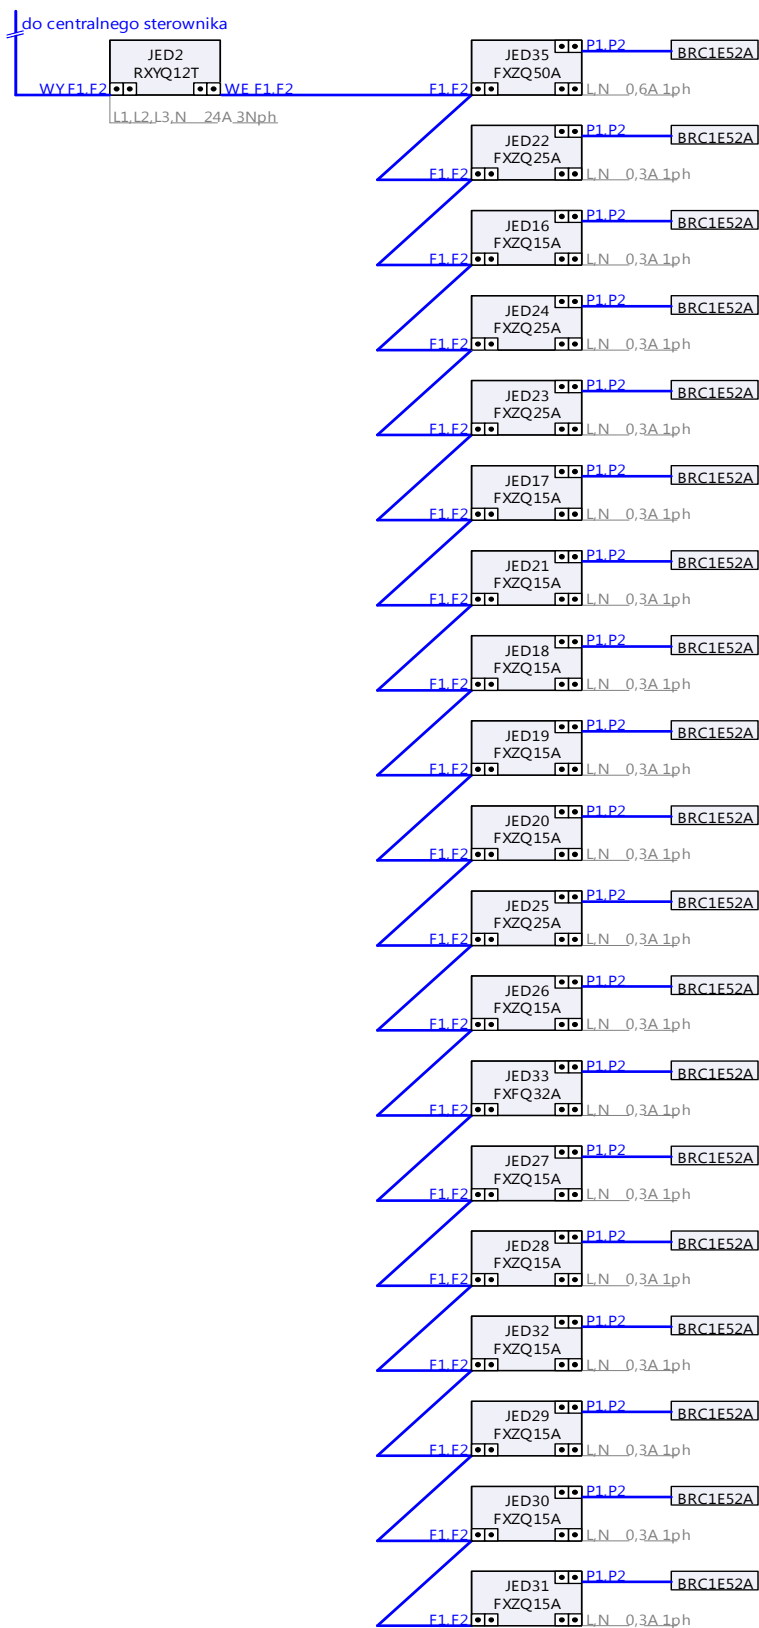 do centralnego sterownika
JED2
RXYQ12T
WY F1,F2
WE F1,F2
L1,L2,L3,N 24A 3Nph
JED35
FXZQ50A
F1,F2
P1,P2
BRC1E52A
L,N 0,6A 1ph
JED22
FXZQ25A
F1,F2
P1,P2
BRC1E52A
L,N 0,3A 1ph
JED16
FXZQ15A
F1,F2
P1,P2
BRC1E52A
L,N 0,3A 1ph
JED24
FXZQ25A
F1,F2
P1,P2
BRC1E52A
L,N 0,3A 1ph
JED23
FXZQ25A
F1,F2
P1,P2
BRC1E52A
L,N 0,3A 1ph
JED17
FXZQ15A
F1,F2
P1,P2
BRC1E52A
L,N 0,3A 1ph
JED21
FXZQ15A
F1,F2
P1,P2
BRC1E52A
L,N 0,3A 1ph
JED18
FXZQ15A
F1,F2
P1,P2
BRC1E52A
L,N 0,3A 1ph
JED19
FXZQ15A
F1,F2
P1,P2
BRC1E52A
L,N 0,3A 1ph
JED20
FXZQ15A
F1,F2
P1,P2
BRC1E52A
L,N 0,3A 1ph
JED25
FXZQ25A
F1,F2
P1,P2
BRC1E52A
L,N 0,3A 1ph
JED26
FXZQ15A
F1,F2
P1,P2
BRC1E52A
L,N 0,3A 1ph
JED33
FXFQ32A
F1,F2
P1,P2
BRC1E52A
L,N 0,3A 1ph
JED27
FXZQ15A
F1,F2
P1,P2
BRC1E52A
L,N 0,3A 1ph
JED28
FXZQ15A
F1,F2
P1,P2
BRC1E52A
L,N 0,3A 1ph
JED32
FXZQ15A
F1,F2
P1,P2
BRC1E52A
L,N 0,3A 1ph
JED29
FXZQ15A
F1,F2
P1,P2
BRC1E52A
L,N 0,3A 1ph
JED30
FXZQ15A
F1,F2
P1,P2
BRC1E52A
L,N 0,3A 1ph
JED31
FXZQ15A
F1,F2
P1,P2
BRC1E52A
L,N 0,3A 1ph